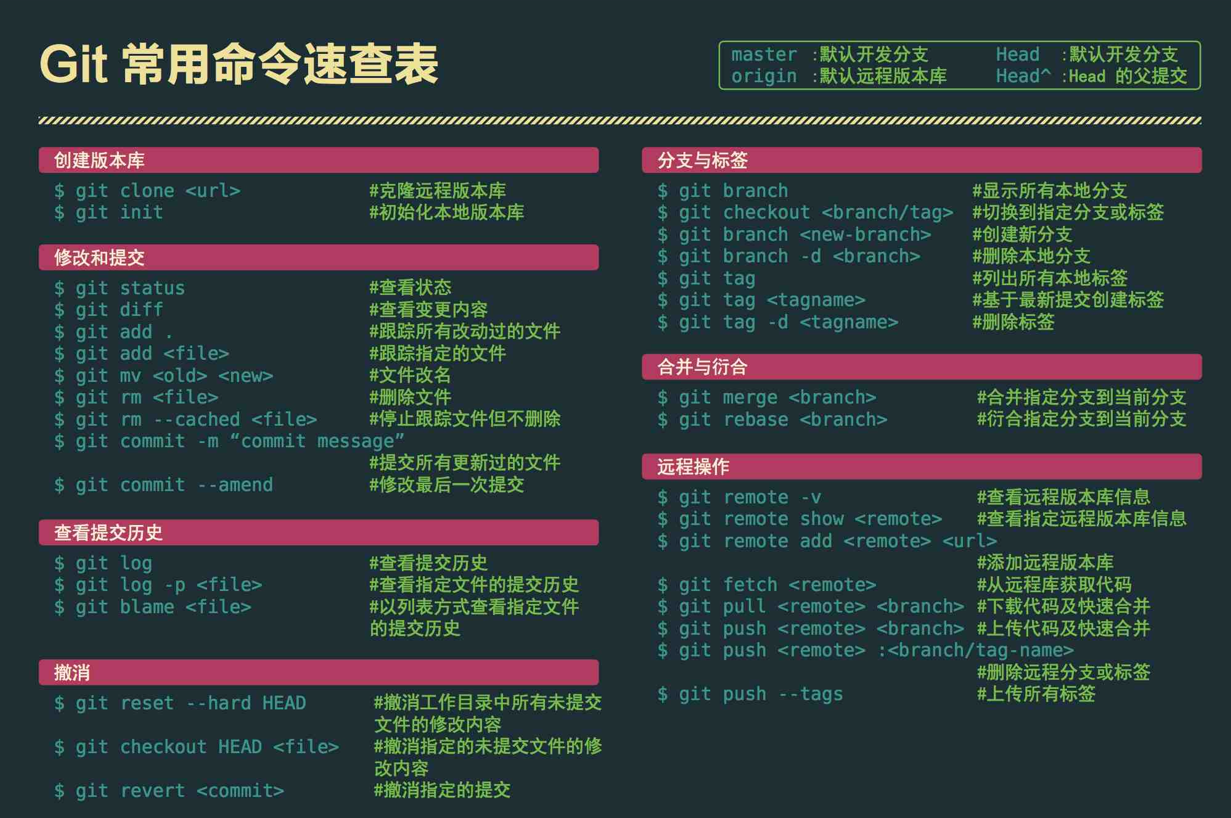 Git 常用命令速查表
master :默认开发分支 Head :默认开发分支
origin :默认远程版本库 Head^ :Head 的父提交
创建版本库
$ git clone <url> #克隆远程版本库
$ git init #初始化本地版本库
修改和提交
$ git status #查看状态
$ git diff #查看变更内容
$ git add . #跟踪所有改动过的文件
$ git add <file> #跟踪指定的文件
$ git mv <old> <new> #文件改名
$ git rm <file> #删除文件
$ git rm --cached <file> #停止跟踪文件但不删除
$ git commit -m “commit message”
#提交所有更新过的文件
$ git commit --amend #修改最后一次提交
查看提交历史
$ git log #查看提交历史
$ git log -p <file> #查看指定文件的提交历史
$ git blame <file> #以列表方式查看指定文件
的提交历史
撤消
$ git reset --hard HEAD #撤消工作目录中所有未提交
文件的修改内容
$ git checkout HEAD <file> #撤消指定的未提交文件的修
改内容
$ git revert <commit> #撤消指定的提交
分支与标签
$ git branch #显示所有本地分支
$ git checkout <branch/tag> #切换到指定分支或标签
$ git branch <new-branch> #创建新分支
$ git branch -d <branch> #删除本地分支
$ git tag #列出所有本地标签
$ git tag <tagname> #基于最新提交创建标签
$ git tag -d <tagname> #删除标签
合并与衍合
$ git merge <branch> #合并指定分支到当前分支
$ git rebase <branch> #衍合指定分支到当前分支
远程操作
$ git remote -v #查看远程版本库信息
$ git remote show <remote> #查看指定远程版本库信息
$ git remote add <remote> <url>
#添加远程版本库
$ git fetch <remote> #从远程库获取代码
$ git pull <remote> <branch> #下载代码及快速合并
$ git push <remote> <branch> #上传代码及快速合并
$ git push <remote> :<branch/tag-name>
#删除远程分支或标签
$ git push --tags #上传所有标签